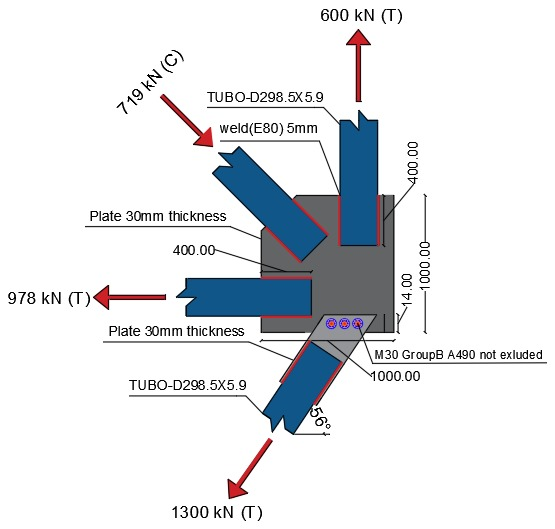 600 kN (T)
719 kN (C)
TUBO-D298.5X5.9
weld(E80) 5mm
400.00
Plate 30mm thickness
400.00
1000.00
978 kN (T)
14.00
Plate 30mm thickness
M30 GroupB A490 not exluded
1000.00
TUBO-D298.5X5.9
56°
1300 kN (T)